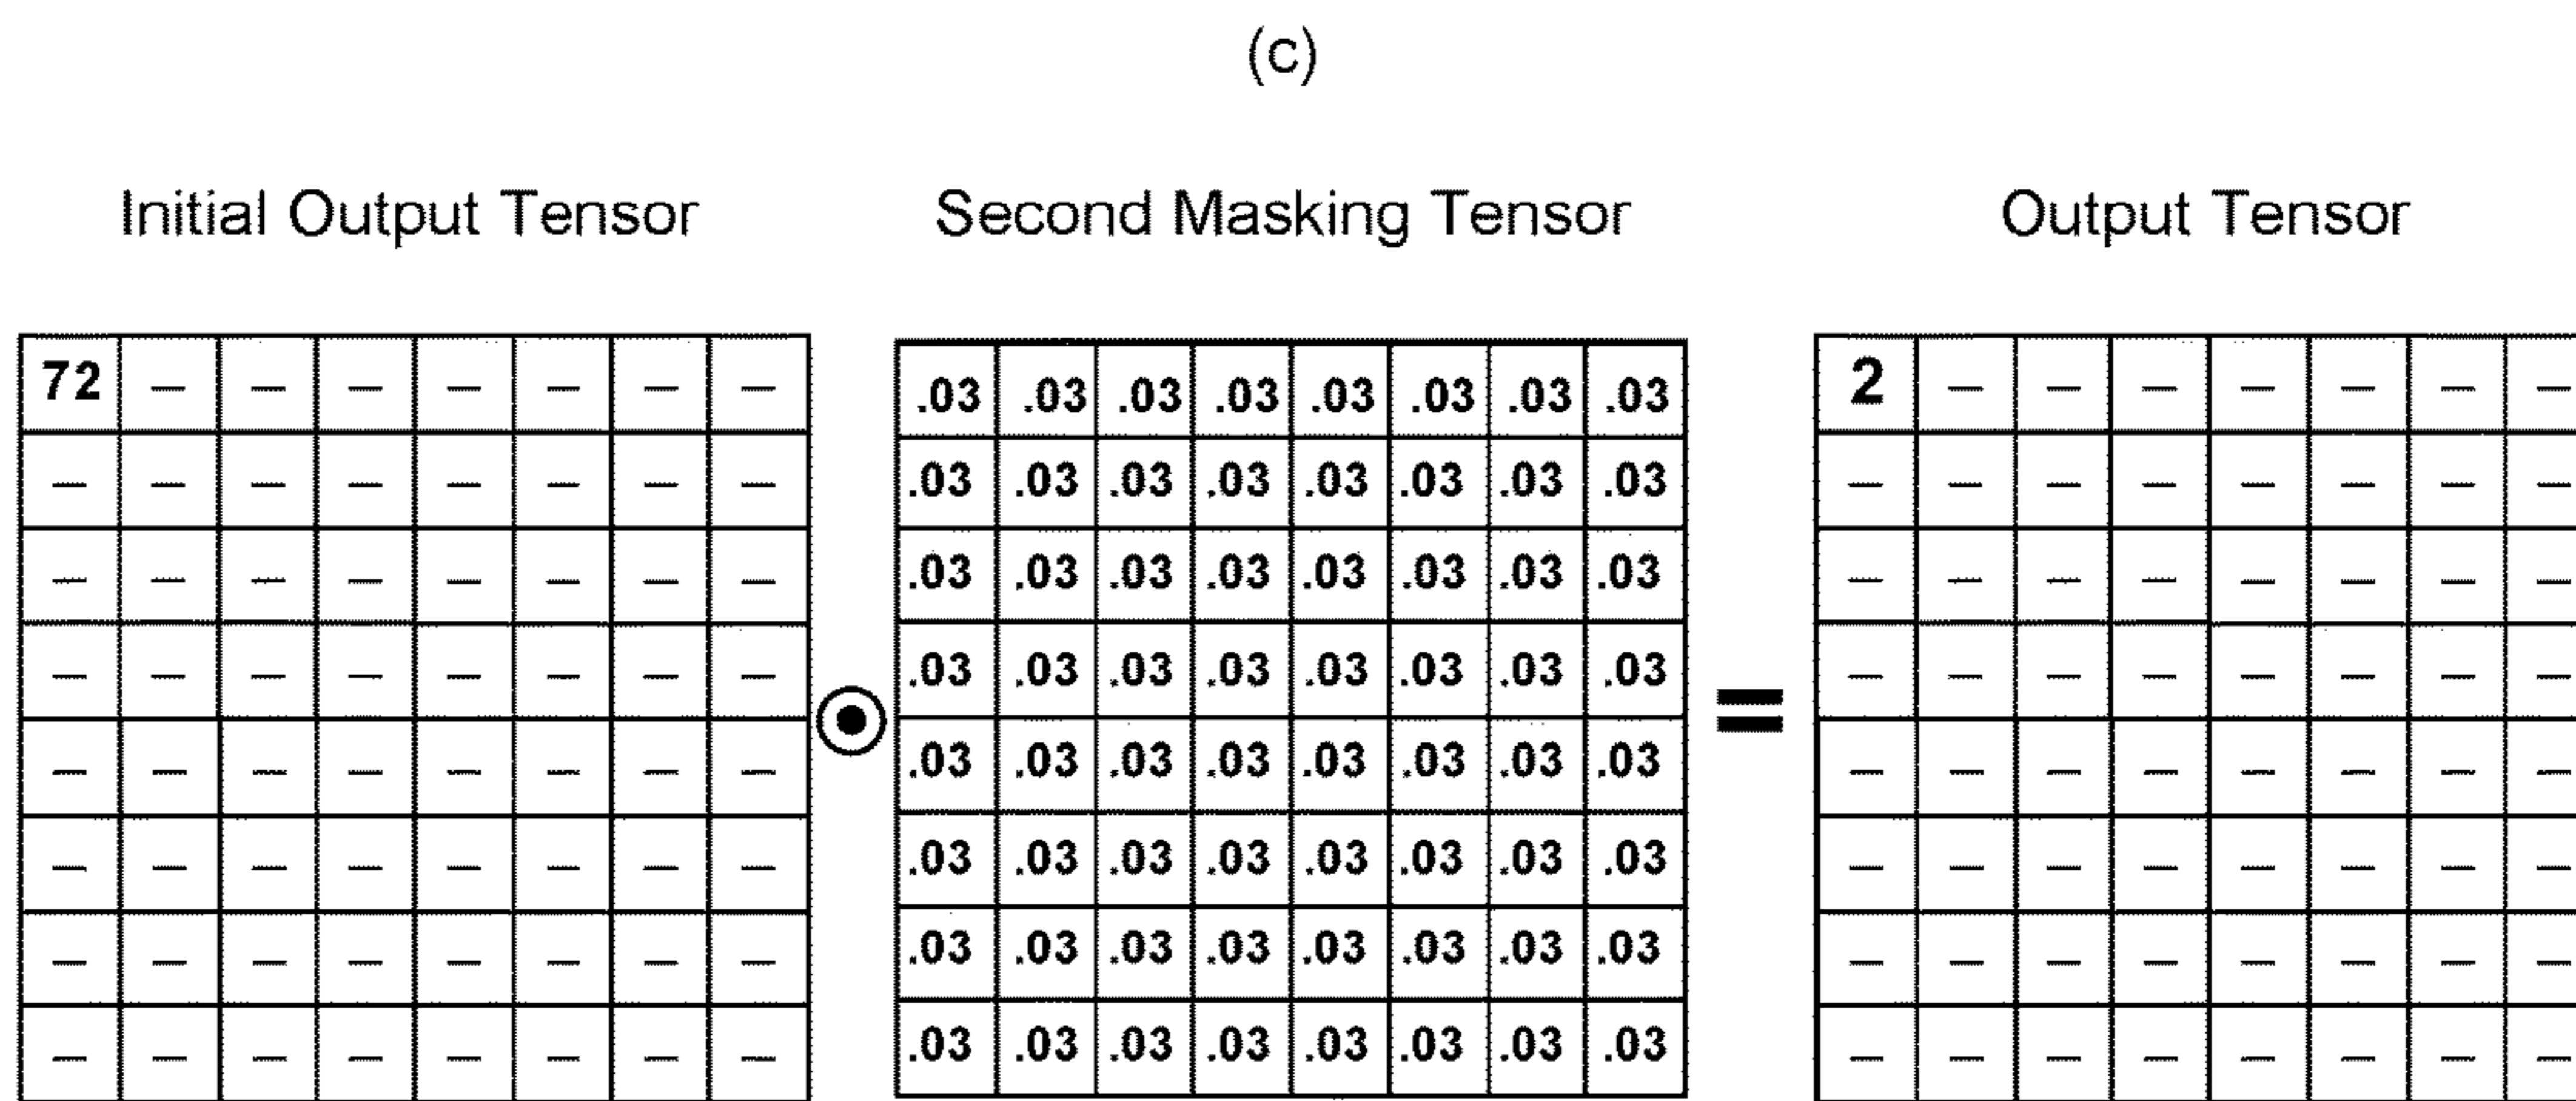 (c)
Initial Output Tensor Second Masking Tensor Output Tensor
72 — — — — — — — .03 .03 .03 .03 .03 .03 .03 .03 2 — — — — — — —
— — — — — — — — .03 .03 .03 .03 .03 .03 .03 .03 — — — — — — — —
— — — — — — — — .03 .03 .03 .03 .03 .03 .03 .03 — — — — — — — —
— — — — — — — — .03 .03 .03 .03 .03 .03 .03 .03 — — — — — — — —
⊙ =
— — — — — — — — .03 .03 .03 .03 .03 .03 .03 .03 — — — — — — — —
— — — — — — — — .03 .03 .03 .03 .03 .03 .03 .03 — — — — — — — —
— — — — — — — — .03 .03 .03 .03 .03 .03 .03 .03 — — — — — — — —
— — — — — — — — .03 .03 .03 .03 .03 .03 .03 .03 — — — — — — — —